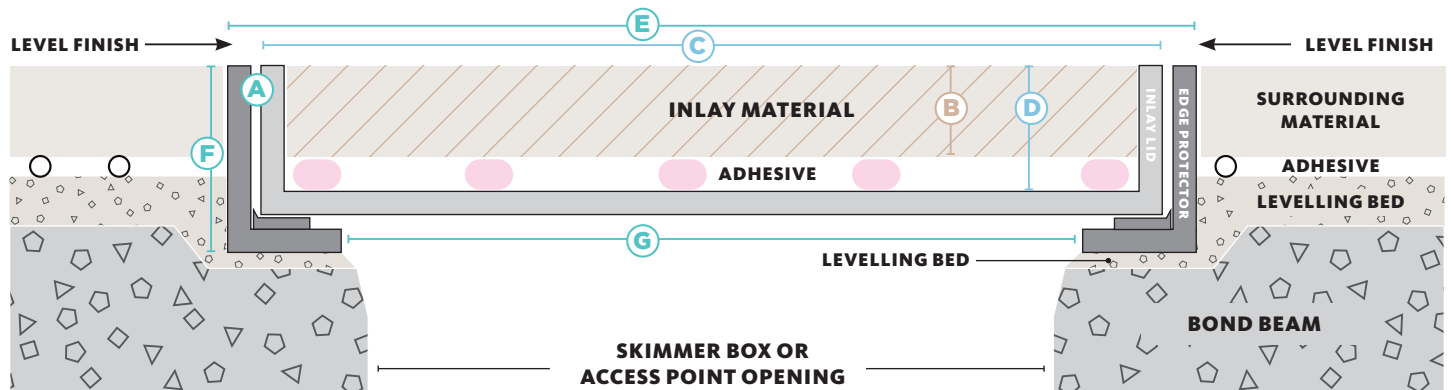 E
LEVEL FINISH
C
LEVEL FINISH
A
INLAY MATERIAL
B
D
INLAY LID
EDGE PROTECTOR
SURROUNDING
MATERIAL
F
ADHESIVE
ADHESIVE
LEVELLING BED
G
LEVELLING BED
BOND BEAM
SKIMMER BOX OR
ACCESS POINT OPENING